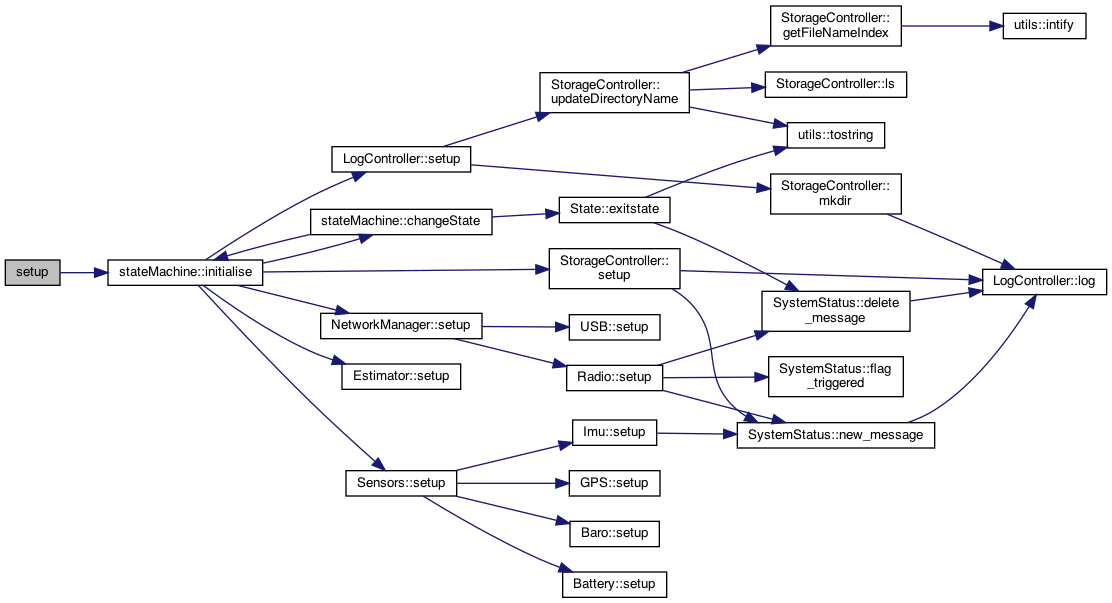 StorageController::
getFileNameIndex
utils::intify
StorageController::
updateDirectoryName
StorageController::ls
utils::tostring
LogController::setup
StorageController::
mkdir
stateMachine::changeState
State::exitstate
setup
stateMachine::initialise
StorageController::
setup
LogController::log
SystemStatus::delete
_message
NetworkManager::setup
USB::setup
Estimator::setup
Radio::setup
SystemStatus::flag
_triggered
Imu::setup
SystemStatus::new_message
Sensors::setup
GPS::setup
Baro::setup
Battery::setup